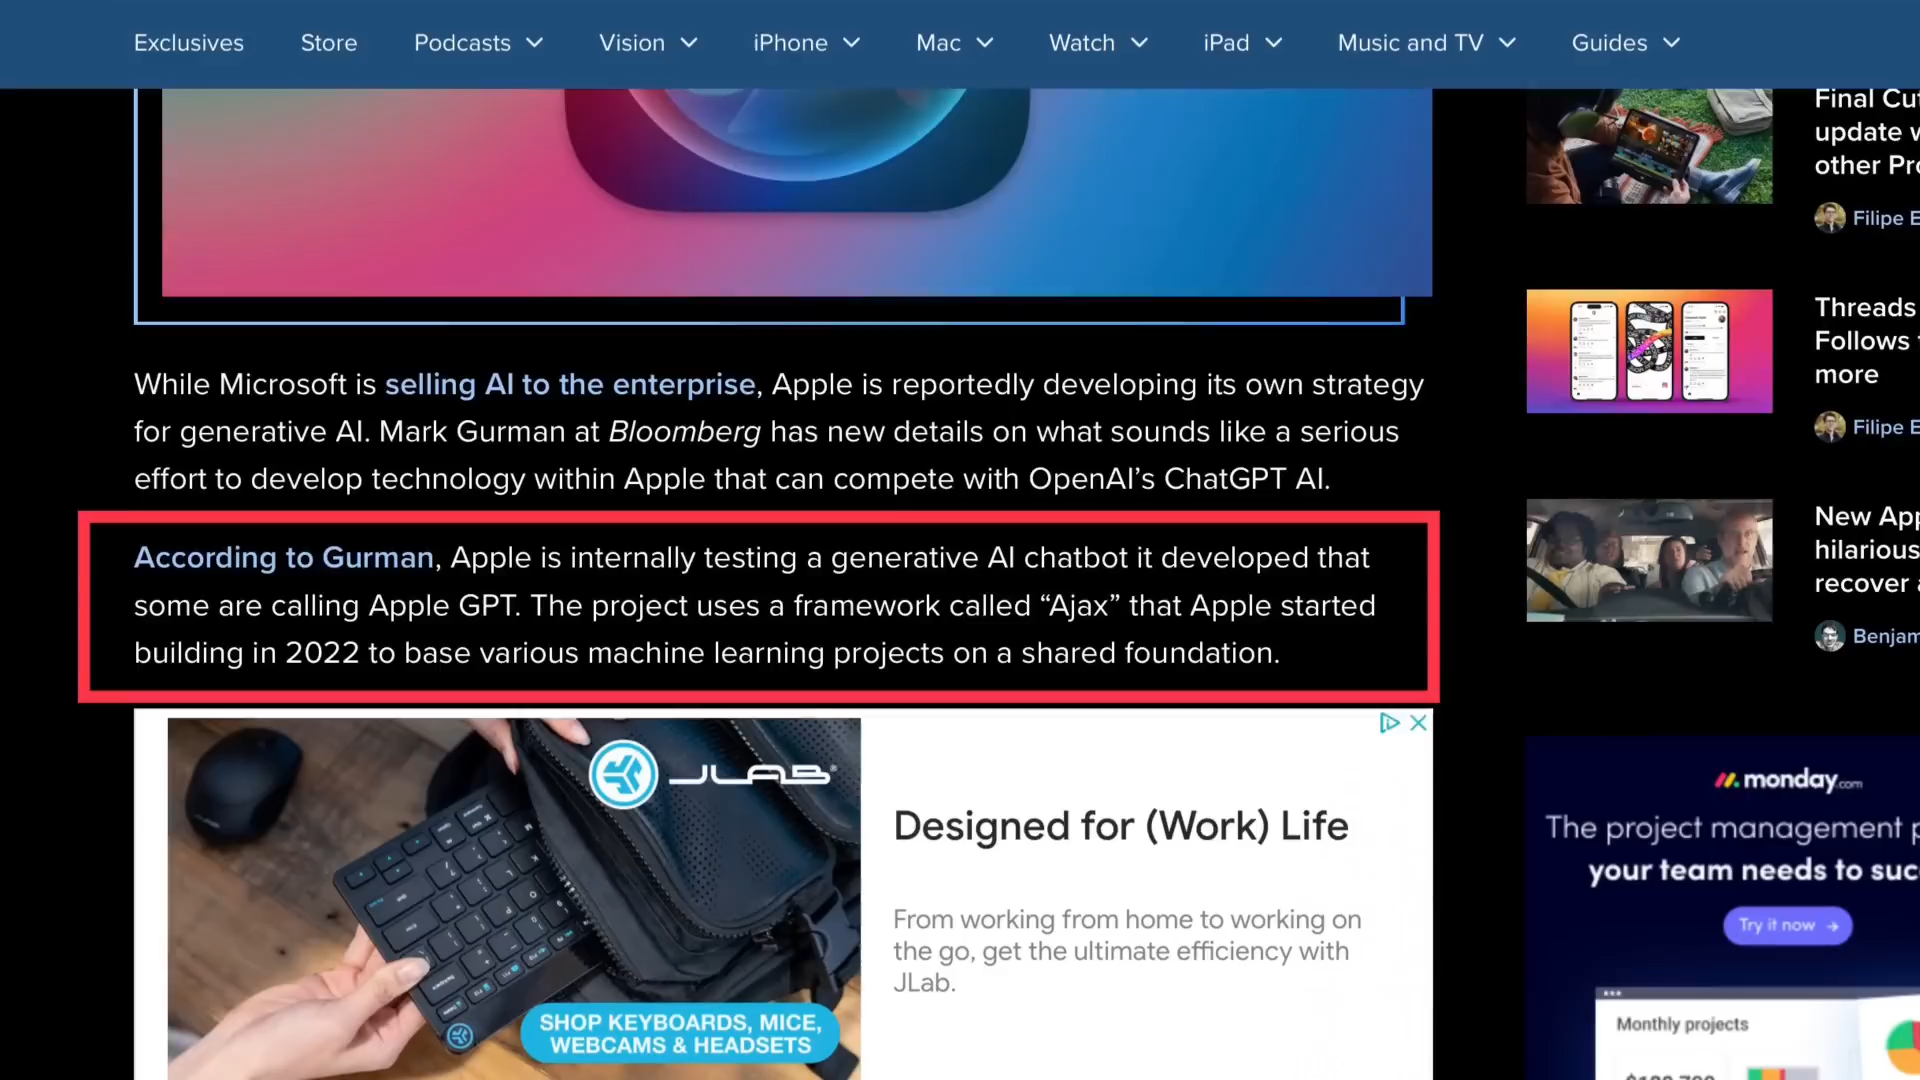 Exclusives Store Podcasts Vision iPhone Mac Watch iPad Music and TV Guides
While Microsoft is selling AI to the enterprise, Apple is reportedly developing its own strategy
for generative AI. Mark Gurman at Bloomberg has new details on what sounds like a serious
effort to develop technology within Apple that can compete with OpenAI’s ChatGPT AI.
According to Gurman, Apple is internally testing a generative AI chatbot it developed that
some are calling Apple GPT. The project uses a framework called “Ajax” that Apple started
building in 2022 to base various machine learning projects on a shared foundation.
JLAB
SHOP KEYBOARDS, MICE,
WEBCAMS & HEADSETS
Designed for (Work) Life
From working from home to working on
the go, get the ultimate efficiency with
JLab.
Final Cu
update w
other Pro
Filipe E
Threads
Follows
more
Filipe E
New App
hilarious
recover
Benjam
monday.com
The project management p
your team needs to suc
Try it now →
Monthly projects